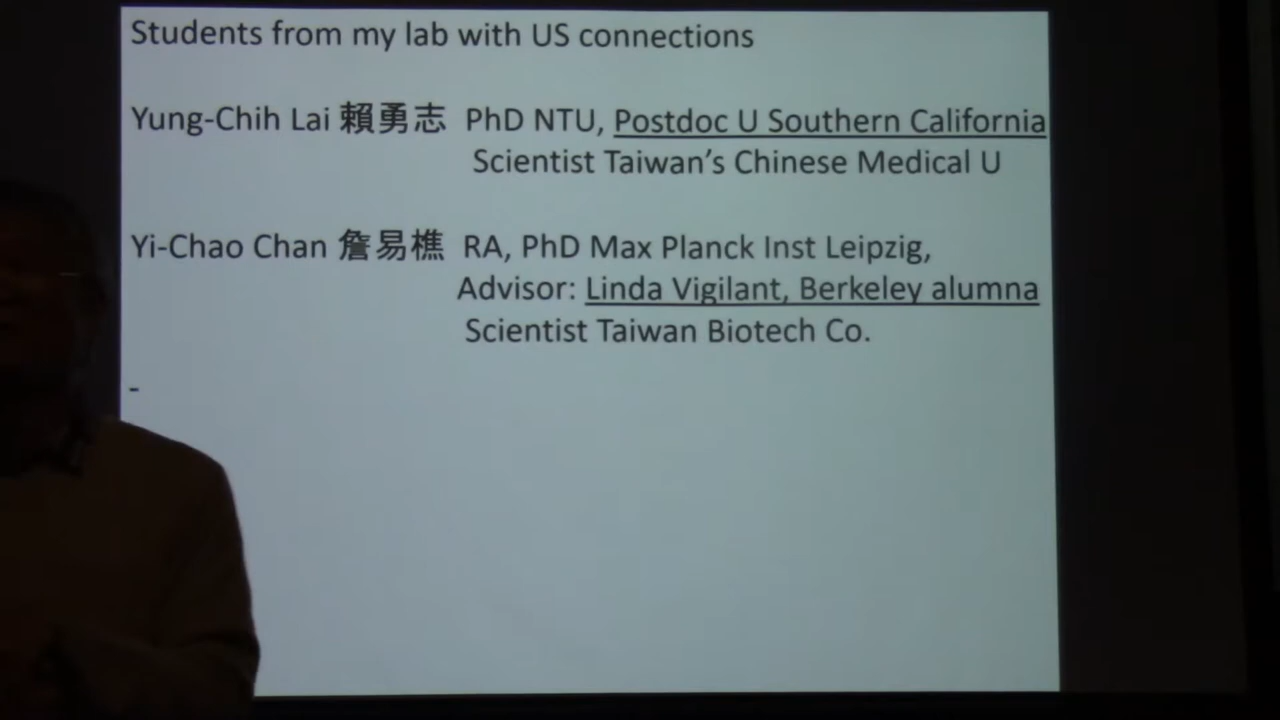 Students from my lab with US connections
Yung-Chih Lai 賴勇志 PhD NTU, Postdoc U Southern California
Scientist Taiwan's Chinese Medical U
Yi-Chao Chan 詹易樵 RA, PhD Max Planck Inst Leipzig,
Advisor: Linda Vigilant, Berkeley alumna
Scientist Taiwan Biotech Co.
-